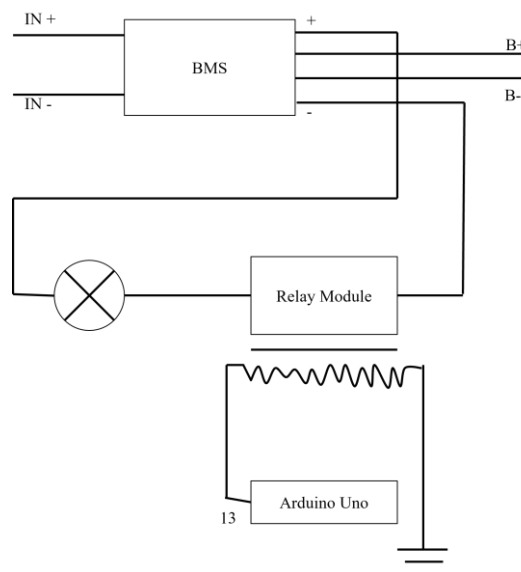 IN +
+
B+
BMS
B-
IN -
-
Relay Module
Arduino Uno
13